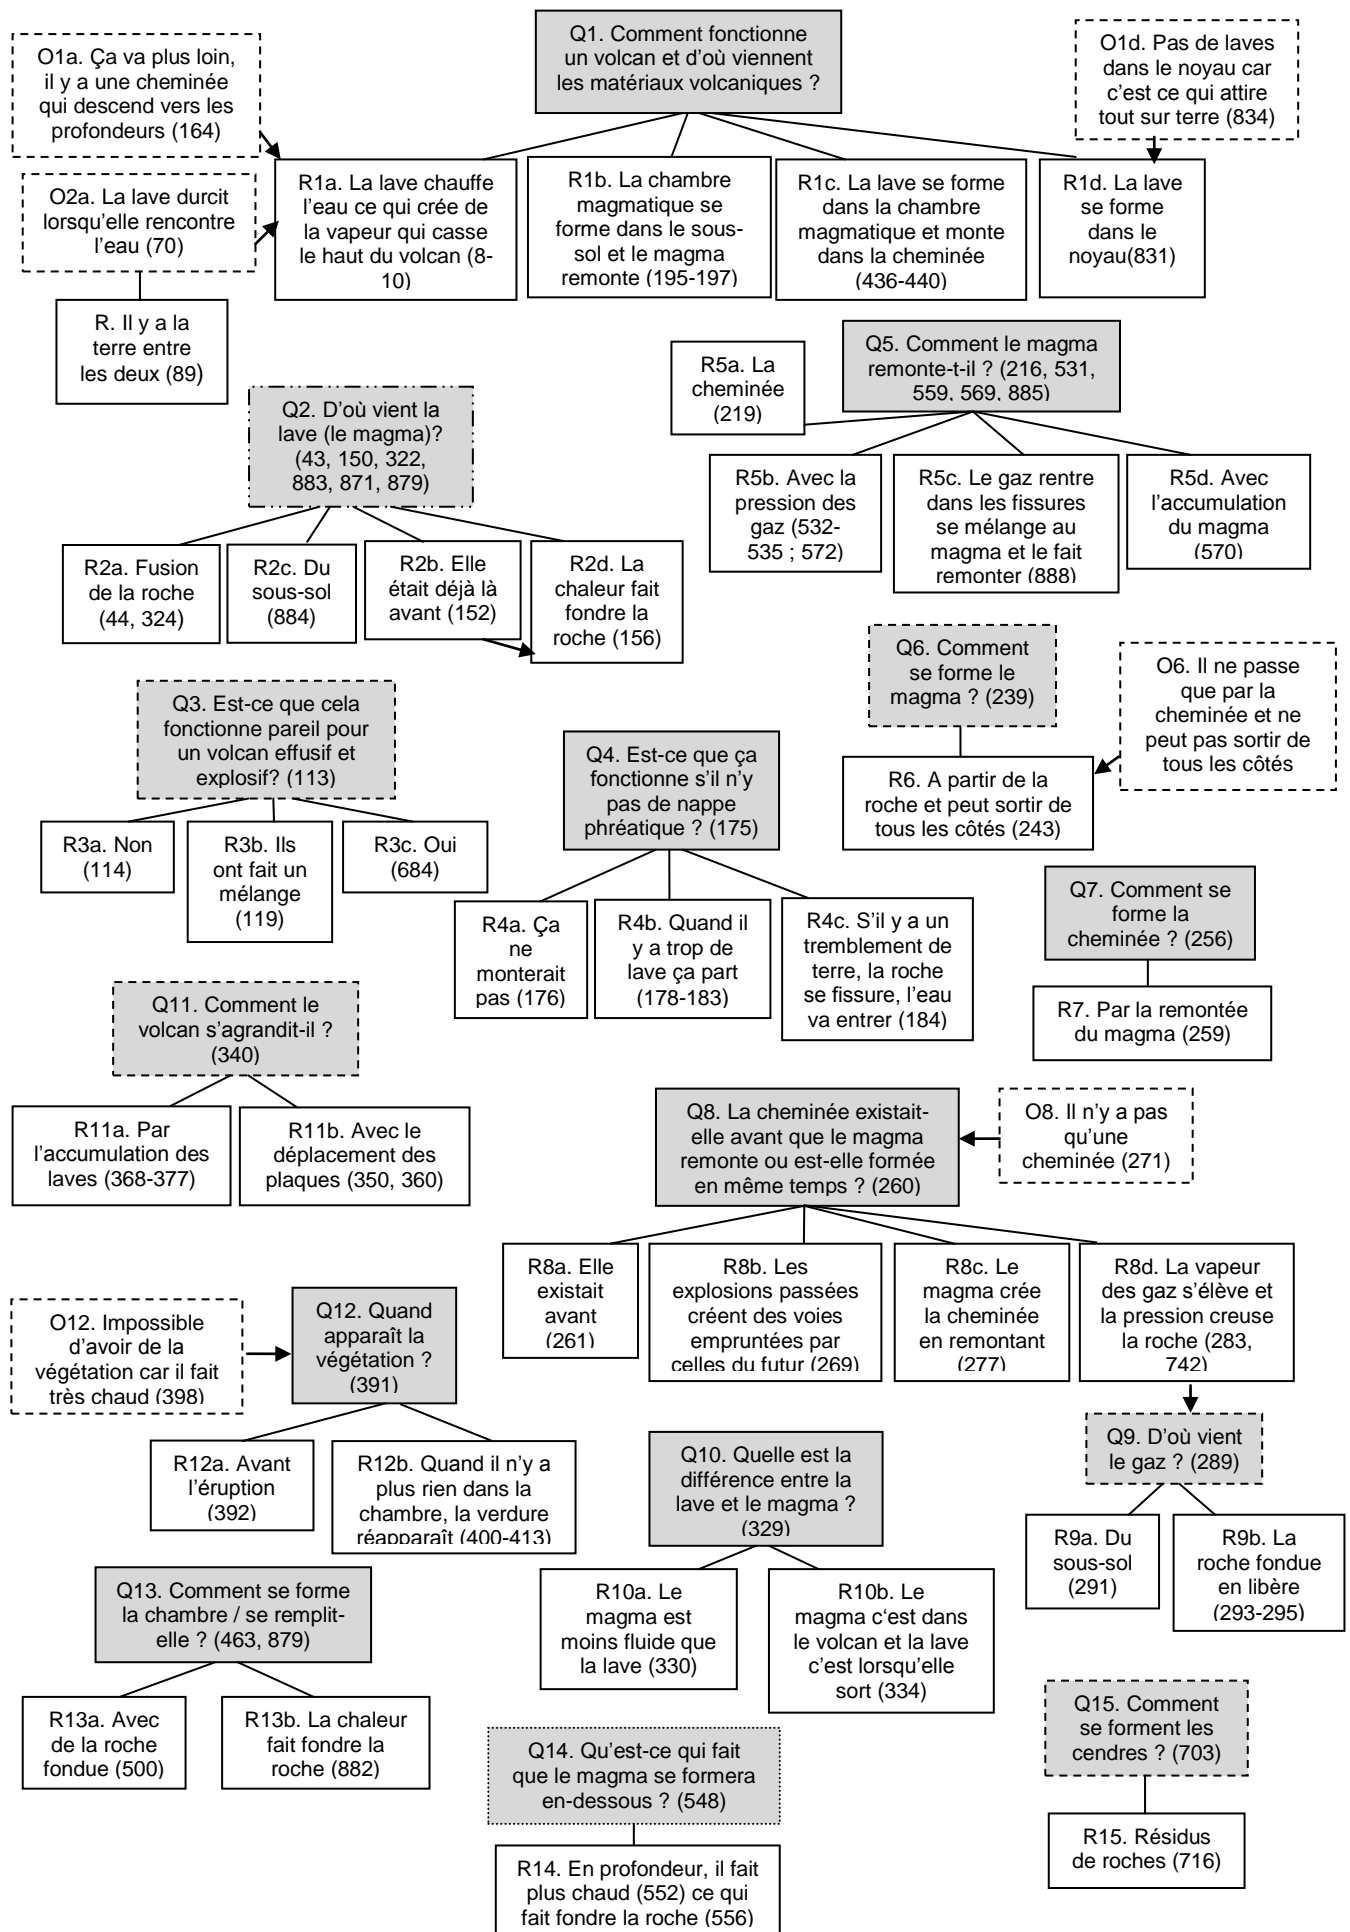 Q1. Comment fonctionne
un volcan et d'où viennent
les matériaux volcaniques ?
O1a. Ça va plus loin,
il y a une cheminée
qui descend vers les
profondeurs (164)
O1d. Pas de laves
dans le noyau car
c'est ce qui attire
tout sur terre (834)
O2a. La lave durcit
lorsqu'elle rencontre
l'eau (70)
R1a. La lave chauffe
l'eau ce qui crée de
la vapeur qui casse
le haut du volcan (8-
10)
R1b. La chambre
magmatique se
forme dans le sous-
sol et le magma
remonte (195-197)
R1c. La lave se forme
dans la chambre
magmatique et monte
dans la cheminée
(436-440)
R1d. La lave
se forme
dans le
noyau(831)
R. Il y a la
terre entre
les deux (89)
Q5. Comment le magma
remonte-t-il ? (216, 531,
559, 569, 885)
R5a. La
cheminée
(219)
Q2. D'où vient la
lave (le magma)?
(43, 150, 322,
883, 871, 879)
R5b. Avec la
pression des
gaz (532-
535 ; 572)
R5c. Le gaz rentre
dans les fissures
se mélange au
magma et le fait
remonter (888)
R5d. Avec
l'accumulation
du magma
(570)
R2a. Fusion
de la roche
(44, 324)
R2c. Du
sous-sol
(884)
R2b. Elle
était déjà là
avant (152)
R2d. La
chaleur fait
fondre la
roche (156)
Q6. Comment
se forme le
magma ? (239)
O6. Il ne passe
que par la
cheminée et ne
peut pas sortir de
tous les côtés
Q3. Est-ce que cela
fonctionne pareil pour
un volcan effusif et
explosif? (113)
Q4. Est-ce que ça
fonctionne s'il n'y
pas de nappe
phréatique ? (175)
R6. A partir de la
roche et peut sortir de
tous les côtés (243)
R3a. Non
(114)
R3b. Ils
ont fait un
mélange
(119)
R3c. Oui
(684)
Q7. Comment se
forme la
cheminée ? (256)
R4a. Ça
ne
monterait
pas (176)
R4b. Quand il
y a trop de
lave ça part
(178-183)
R4c. S'il y a un
tremblement de
terre, la roche
se fissure, l'eau
va entrer (184)
R7. Par la remontée
du magma (259)
Q11. Comment le
volcan s'agrandit-il ?
(340)
R11a. Par
l'accumulation des
laves (368-377)
R11b. Avec le
déplacement des
plaques (350, 360)
Q8. La cheminée existait-
elle avant que le magma
remonte ou est-elle formée
en même temps ? (260)
O8. Il n'y a pas
qu'une
cheminée (271)
R8a. Elle
existait
avant
(261)
R8b. Les
explosions passées
créent des voies
empruntées par
celles du futur (269)
R8c. Le
magma crée
la cheminée
en remontant
(277)
R8d. La vapeur
des gaz s'élève et
la pression creuse
la roche (283,
742)
O12. Impossible
d'avoir de la
végétation car il fait
très chaud (398)
Q12. Quand
apparaît la
végétation ?
(391)
R12a. Avant
l'éruption
(392)
R12b. Quand il n'y a
plus rien dans la
chambre, la verdure
réapparaît (400-413)
Q10. Quelle est la
différence entre la
lave et le magma ?
(329)
Q9. D'où vient
le gaz ? (289)
R9a. Du
sous-sol
(291)
R9b. La
roche fondue
en libère
(293-295)
R10a. Le
magma est
moins fluide que
la lave (330)
R10b. Le
magma c'est dans
le volcan et la lave
c'est lorsqu'elle
sort (334)
Q13. Comment se forme
la chambre / se remplit-
elle ? (463, 879)
R13a. Avec
de la roche
fondue (500)
R13b. La chaleur
fait fondre la
roche (882)
Q14. Qu'est-ce qui fait
que le magma se formera
en-dessous ? (548)
R14. En profondeur, il fait
plus chaud (552) ce qui
fait fondre la roche (556)
Q15. Comment
se forment les
cendres ? (703)
R15. Résidus
de roches (716)